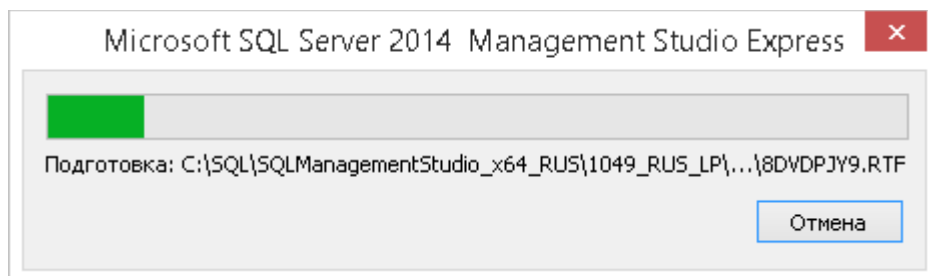 Microsoft SQL Server 2014 Management Studio Express
Подготовка: C:\SQL\SQLManagementStudio_x64_RUS\1049_RUS_LP\...\8DVDPJY9.RTF
Отмена